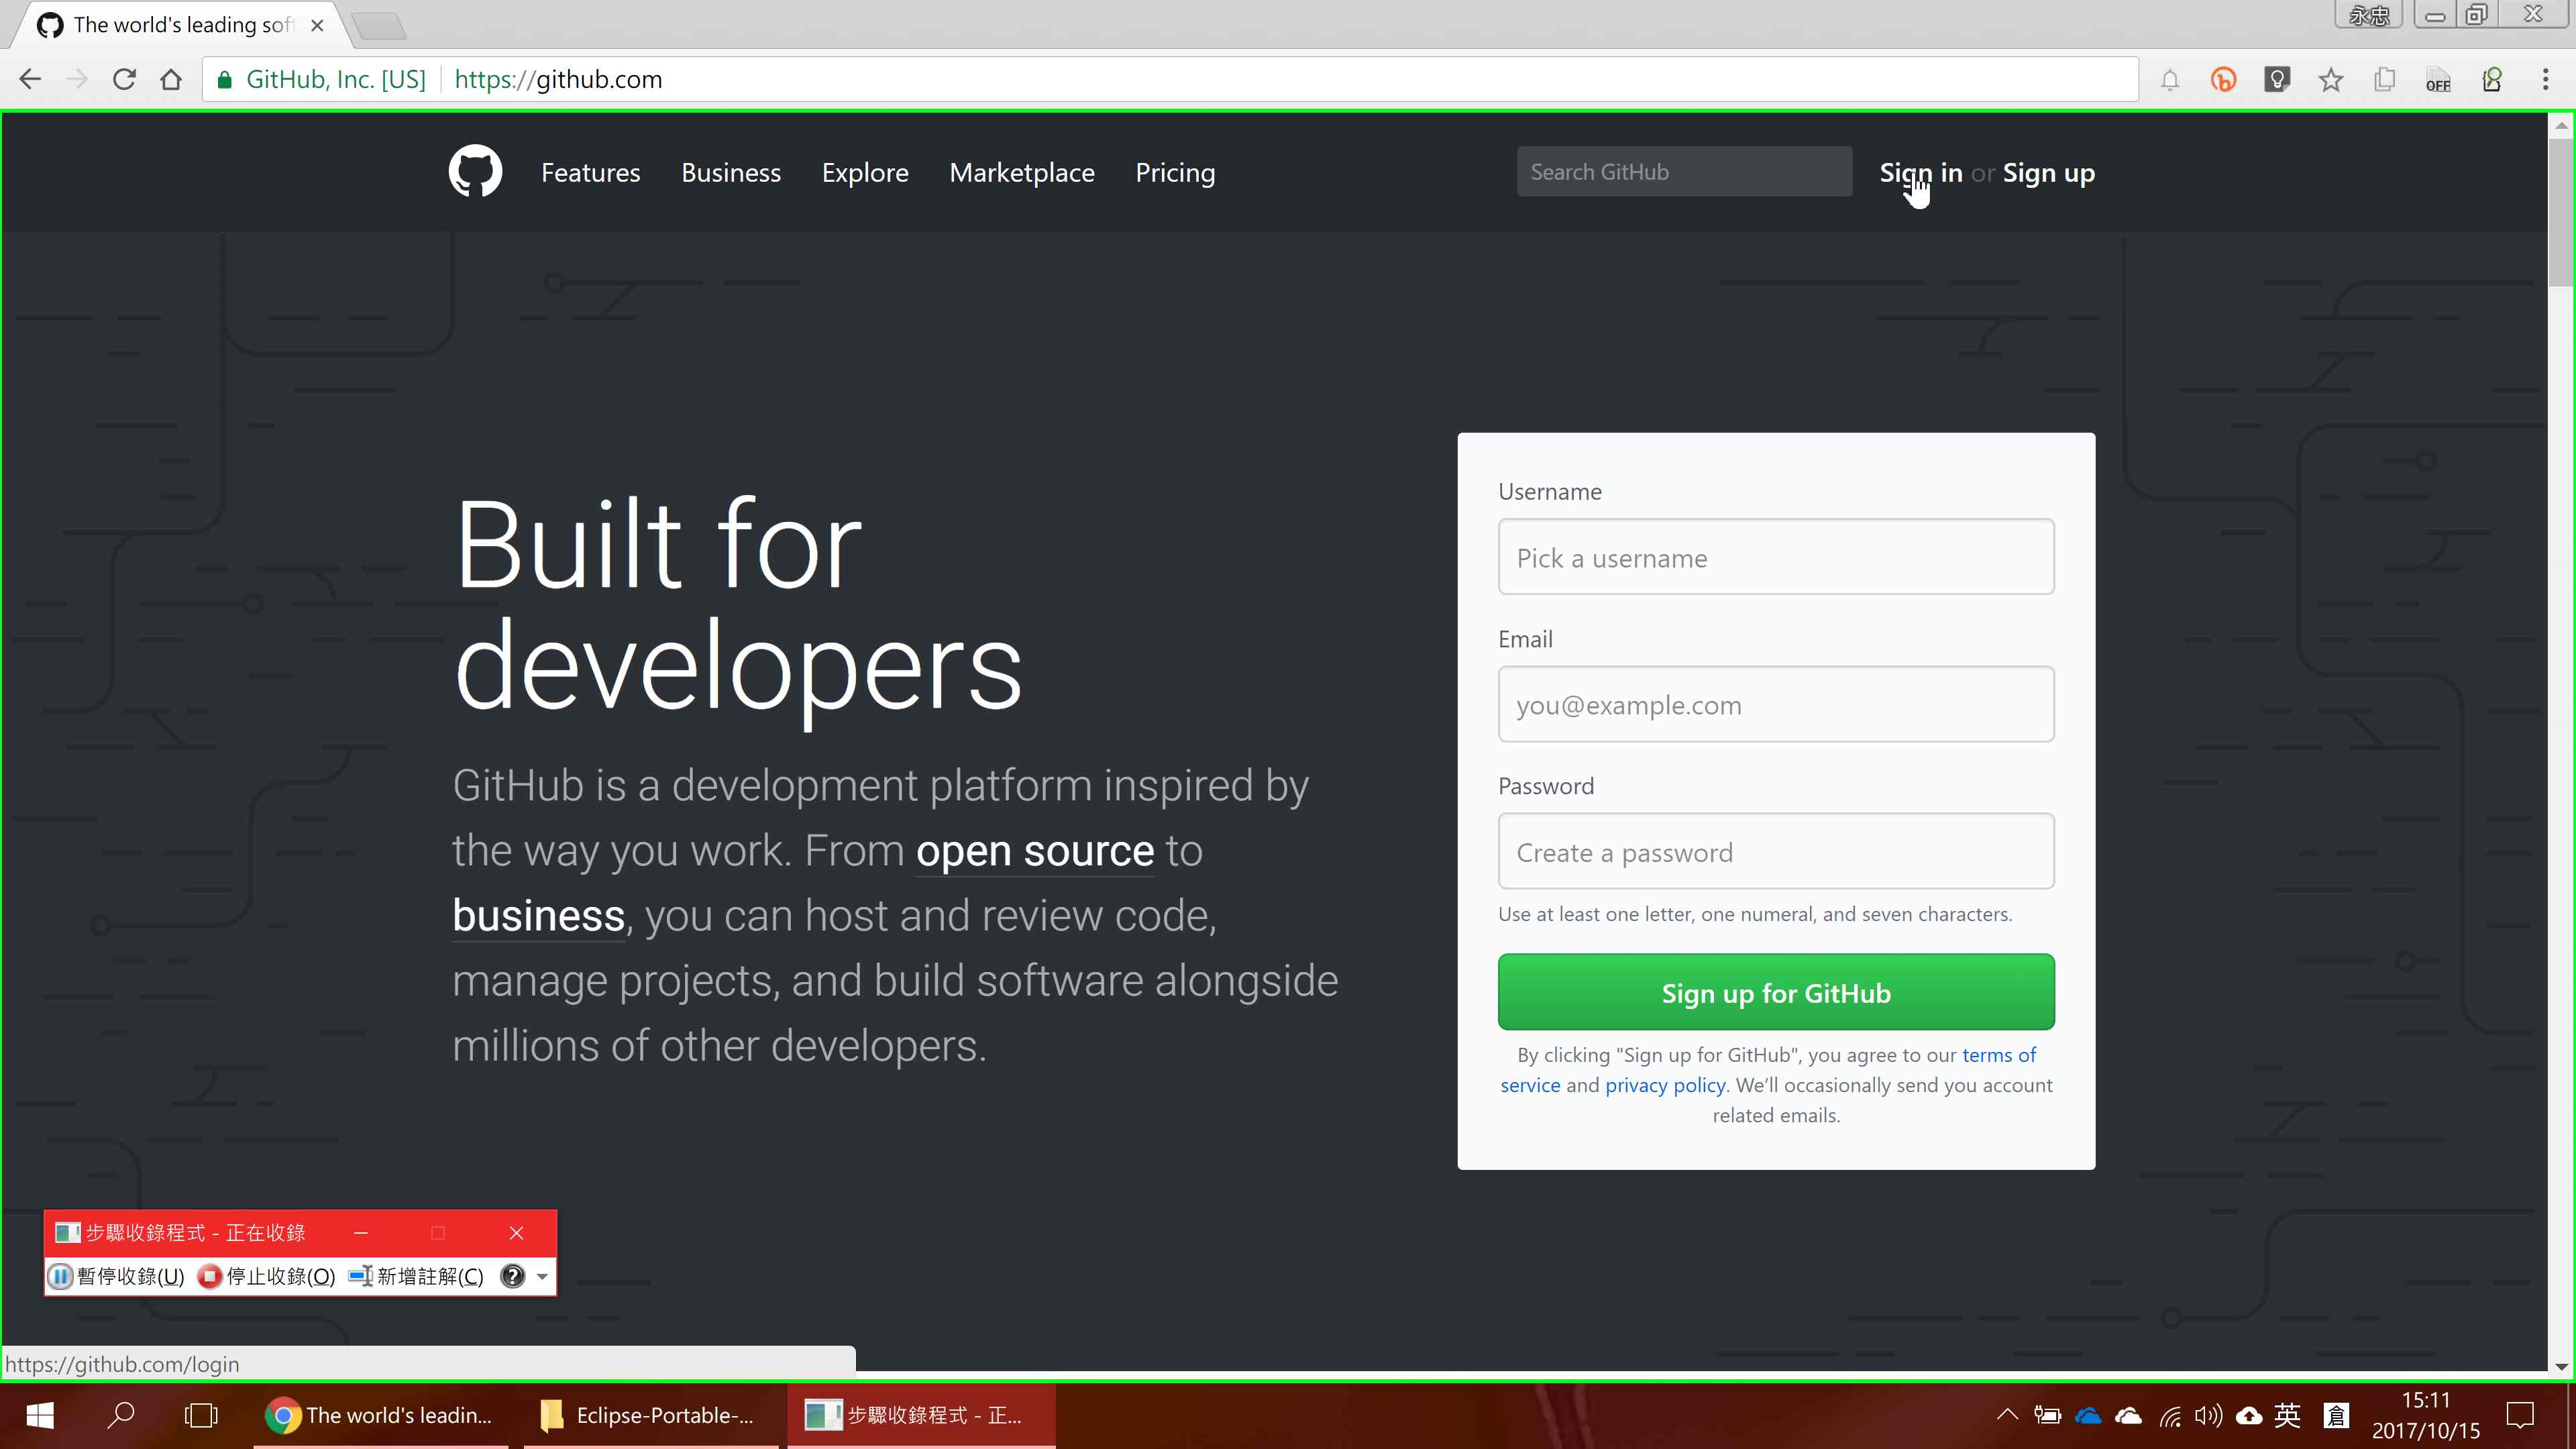 The world's leading sof
永忠
GitHub, Inc. [US] https://github.com
OFF
Features Business Explore Marketplace Pricing Search GitHub Sign in or Sign up
Built for
developers
GitHub is a development platform inspired by
the way you work. From open source to
business, you can host and review code,
manage projects, and build software alongside
millions of other developers.
Username
Pick a username
Email
you@example.com
Password
Create a password
Use at least one letter, one numeral, and seven characters.
Sign up for GitHub
By clicking "Sign up for GitHub", you agree to our terms of
service and privacy policy. We’ll occasionally send you account
related emails.
步驟收錄程式 - 正在收錄
暫停收錄(U) 停止收錄(O) 新增註解(C)
https://github.com/login
The world's leadin... Eclipse-Portable-... 步驟收錄程式 - 正... 英 倉 15:11
2017/10/15